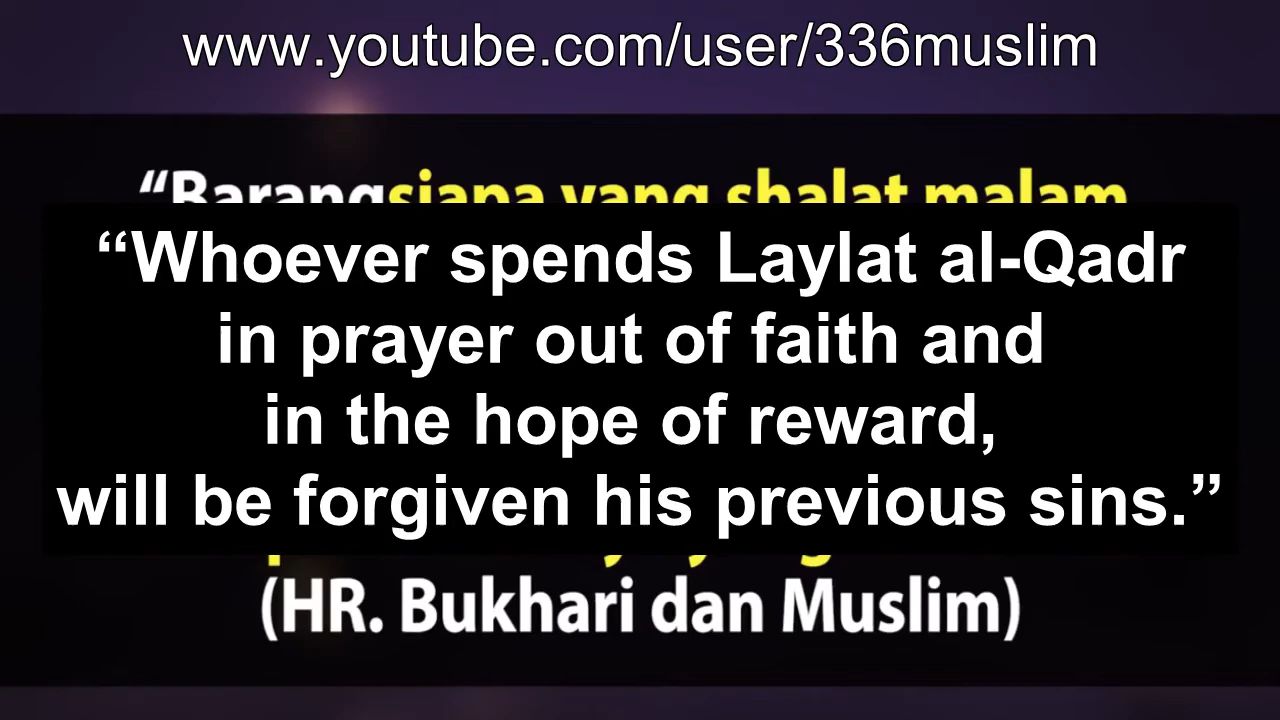 www.youtube.com/user/336muslim
“Barangsiapa yang shalat malam
“Whoever spends Laylat al-Qadr
in prayer out of faith and
in the hope of reward,
will be forgiven his previous sins.”
(HR. Bukhari dan Muslim)